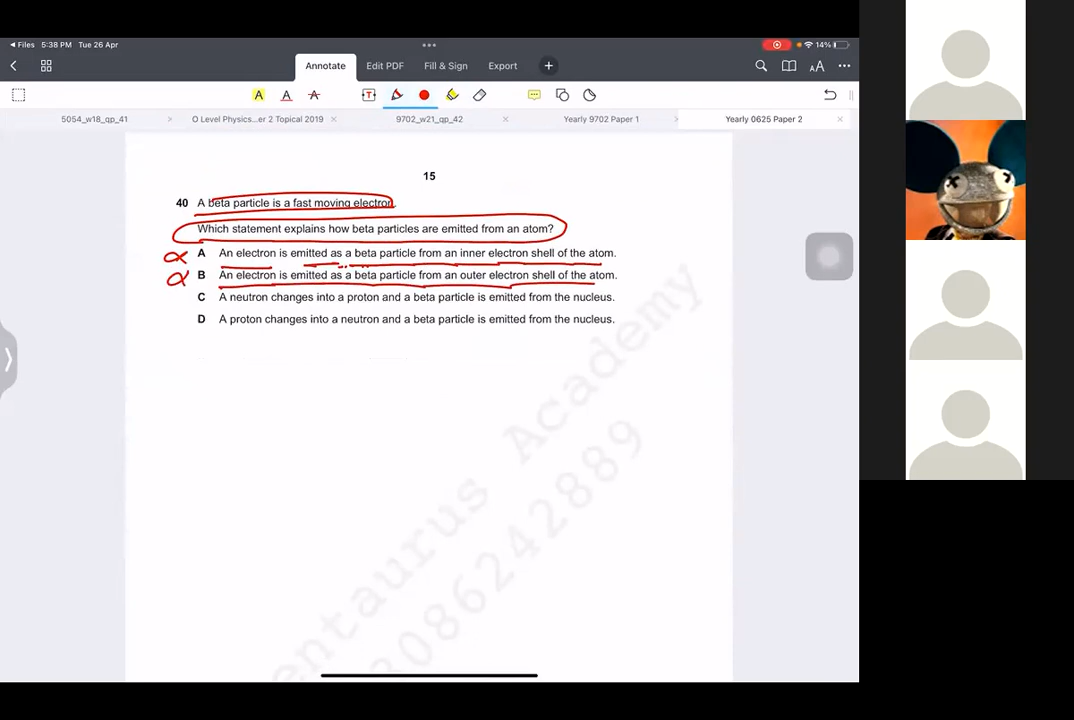 Files 5:38 PM Tue 26 Apr 14%
Annotate Edit PDF Fill & Sign Export
5054_w18_qp_41 O Level Physics...er 2 Topical 2019 9702_w21_qp_42 Yearly 9702 Paper 1 Yearly 0625 Paper 2
15
40 A beta particle is a fast moving electron.
Which statement explains how beta particles are emitted from an atom?
A An electron is emitted as a beta particle from an inner electron shell of the atom.
B An electron is emitted as a beta particle from an outer electron shell of the atom.
C A neutron changes into a proton and a beta particle is emitted from the nucleus.
D A proton changes into a neutron and a beta particle is emitted from the nucleus.
entaurus Academy
3086242889